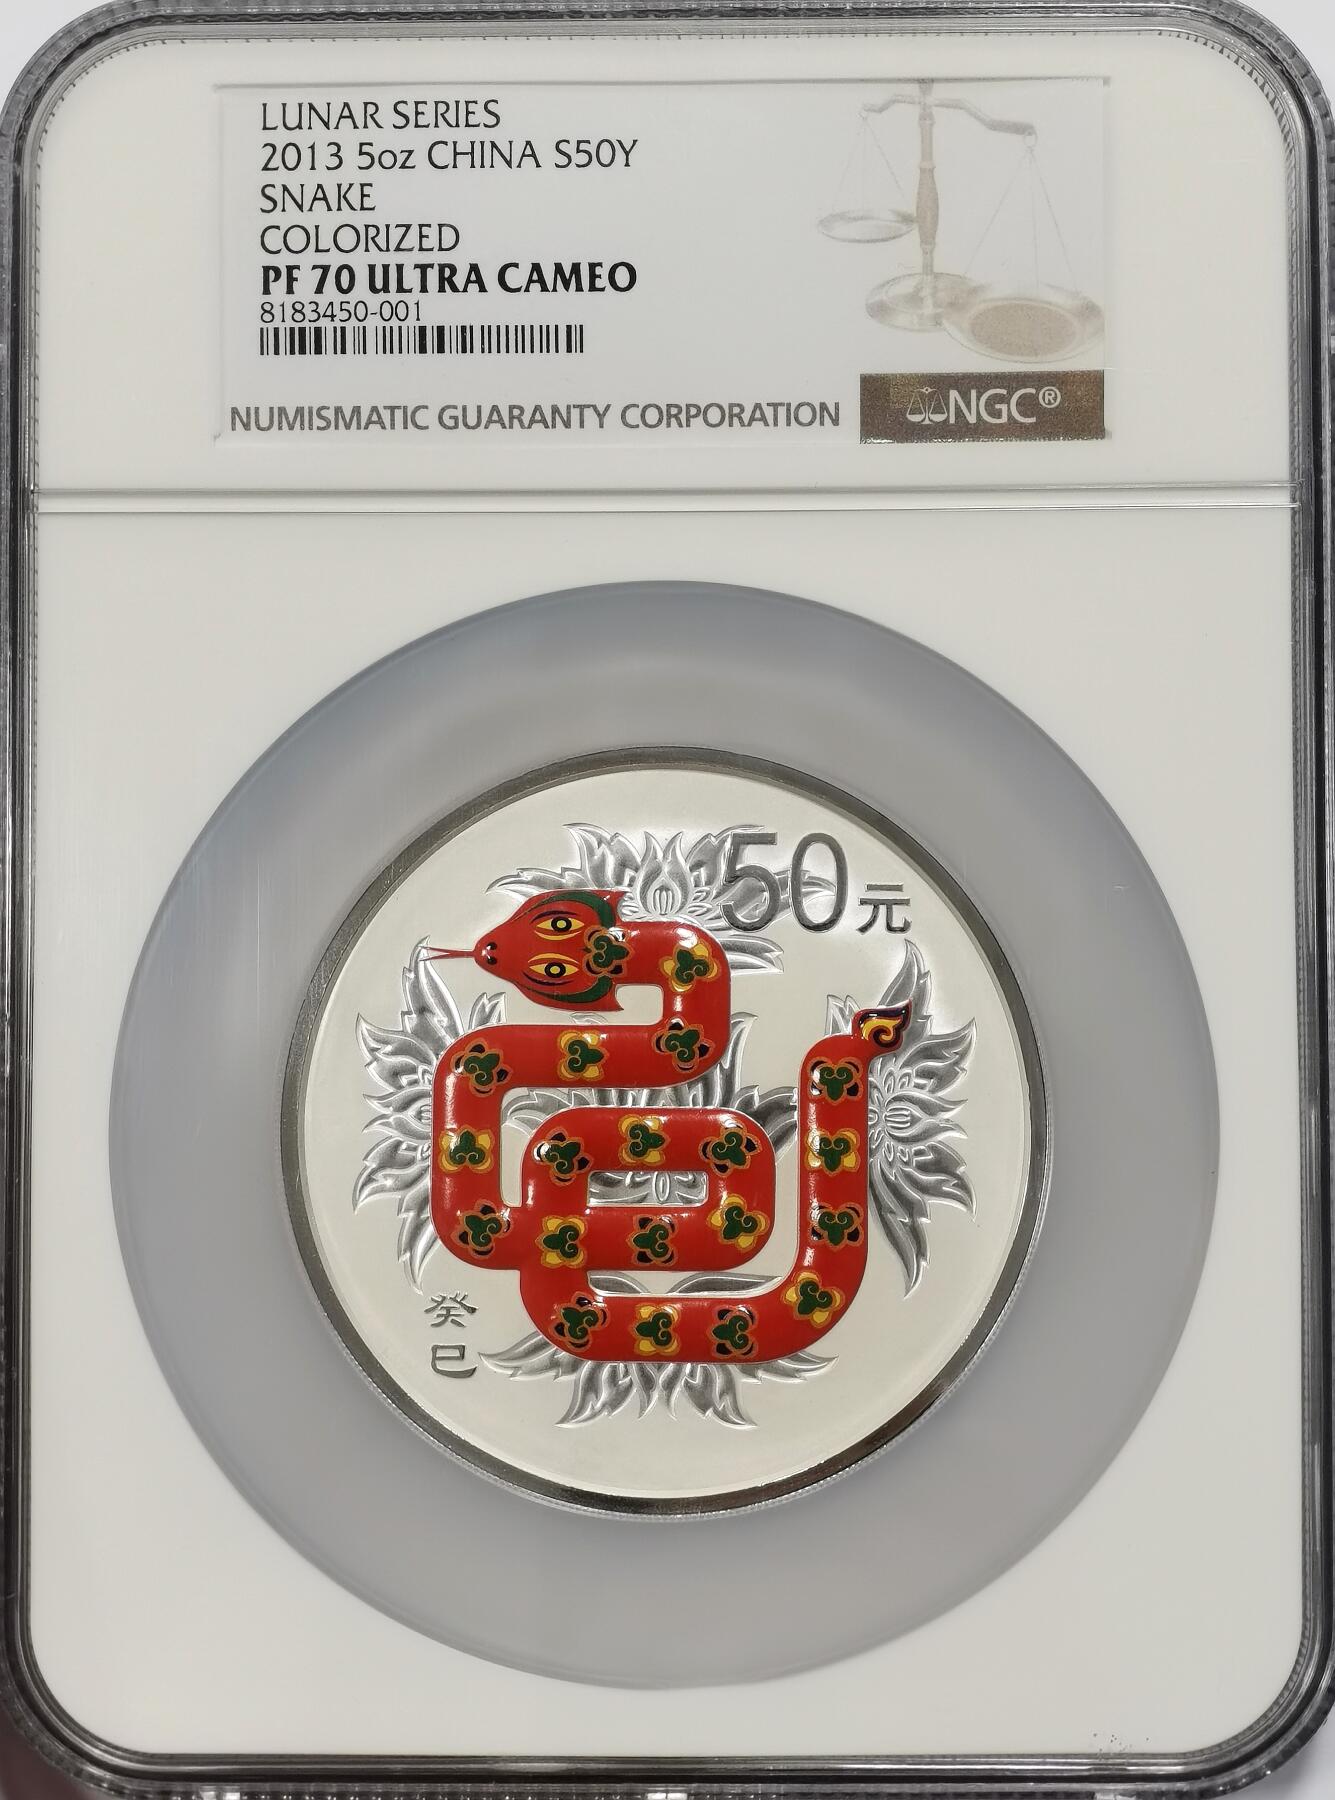 LUNAR SERIES
2013 5oz CHINA S50Y
SNAKE
COLORIZED
PF 70 ULTRA CAMEO
8183450-001
NUMISMATIC GUARANTY CORPORATION
NGC®
50元
癸
巳